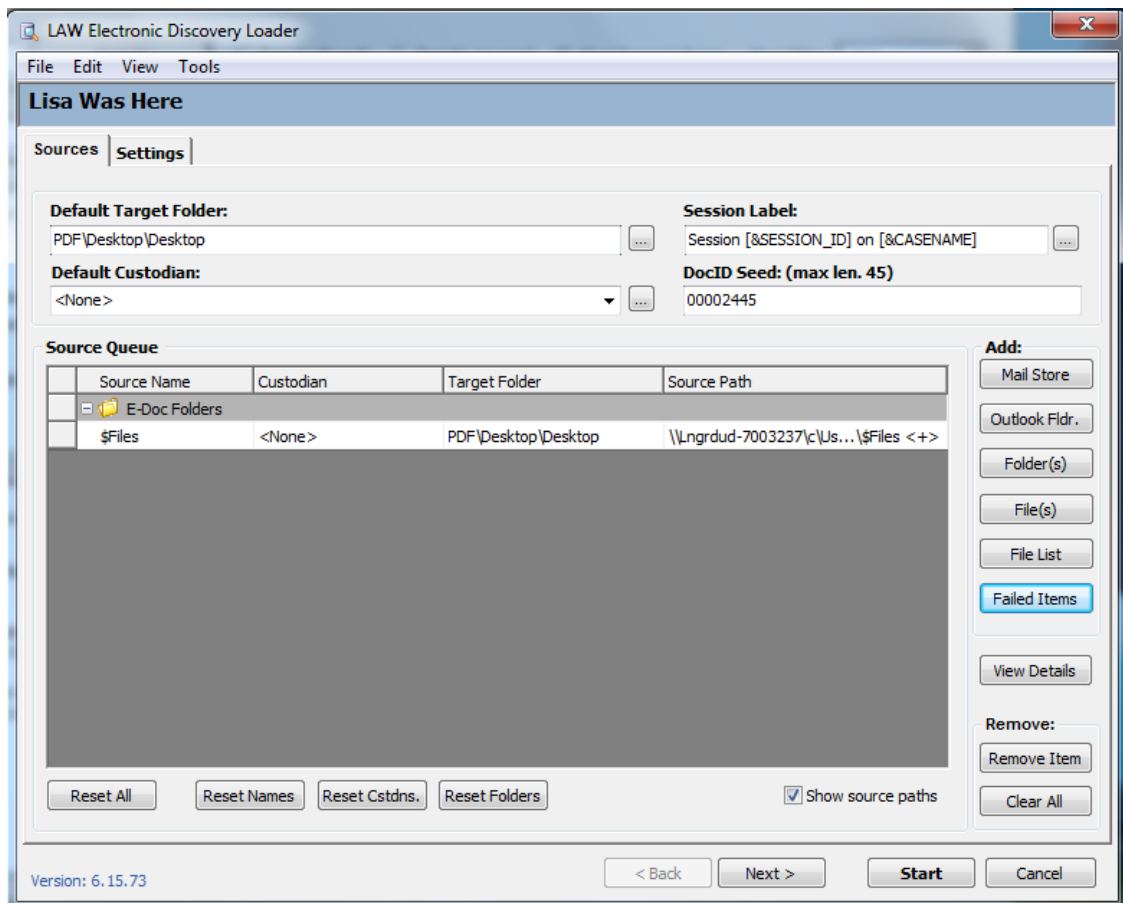 LAW Electronic Discovery Loader
File Edit View Tools
Lisa Was Here
Sources Settings
Default Target Folder: Session Label:
PDF\Desktop\Desktop ... Session [&SESSION_ID] on [&CASENAME] ...
Default Custodian: DocID Seed: (max len. 45)
<None> ... 00002445
Source Queue Add:
Source Name Custodian Target Folder Source Path Mail Store
E-Doc Folders
Outlook Fldr.
$Files <None> PDF\Desktop\Desktop \\Lngrdud-7003237\c\Us...\$Files <+>
Folder(s)
File(s)
File List
Failed Items
View Details
Remove:
Remove Item
Reset All Reset Names Reset Cstdns. Reset Folders Show source paths Clear All
Version: 6.15.73 < Back Next > Start Cancel